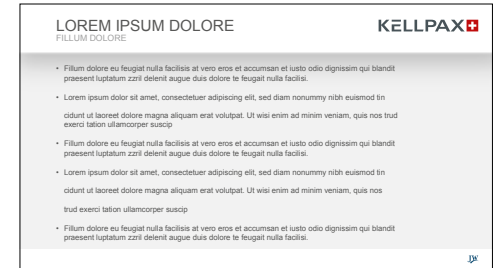 LOREM IPSUM DOLORE
FILLUM DOLORE
KELLPAX
• Fillum dolore eu feugiat nulla facilisis at vero eros et accumsan et iusto odio dignissim qui blandit
praesent luptatum zzril delenit augue duis dolore te feugait nulla facilisi.
• Lorem ipsum dolor sit amet, consectetuer adipiscing elit, sed diam nonummy nibh euismod tin
cidunt ut laoreet dolore magna aliquam erat volutpat. Ut wisi enim ad minim veniam, quis nos trud
exerci tation ullamcorper suscip
• Fillum dolore eu feugiat nulla facilisis at vero eros et accumsan et iusto odio dignissim qui blandit
praesent luptatum zzril delenit augue duis dolore te feugait nulla facilisi.
• Lorem ipsum dolor sit amet, consectetuer adipiscing elit, sed diam nonummy nibh euismod tin
cidunt ut laoreet dolore magna aliquam erat volutpat. Ut wisi enim ad minim veniam, quis nos
trud exerci tation ullamcorper suscip
• Fillum dolore eu feugiat nulla facilisis at vero eros et accumsan et iusto odio dignissim qui blandit
praesent luptatum zzril delenit augue duis dolore te feugait nulla facilisi.
JW